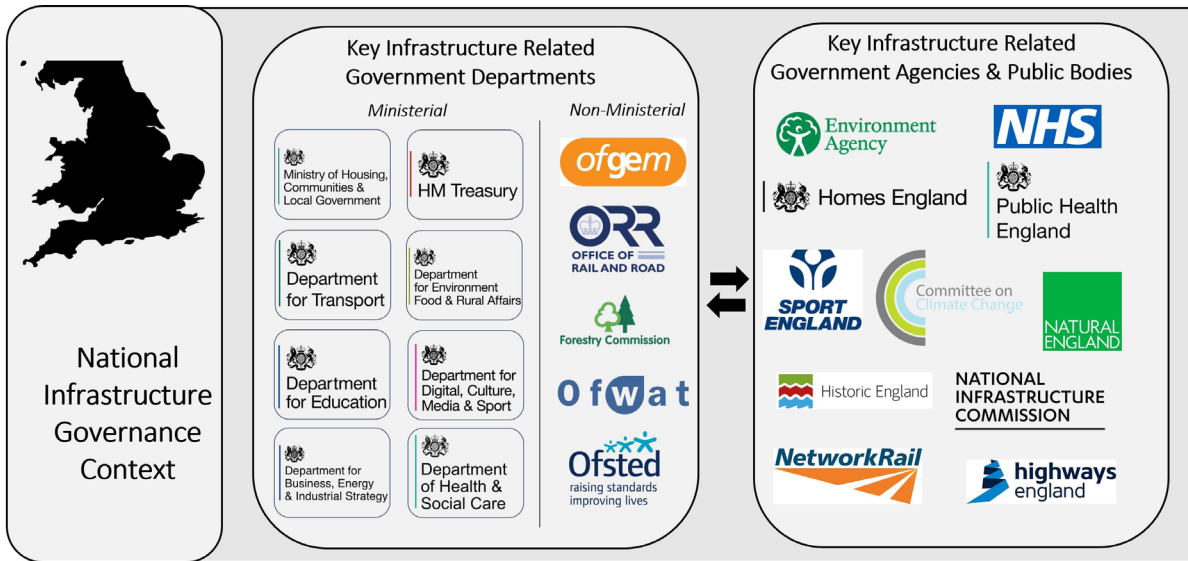 National
Infrastructure
Governance
Context
Key Infrastructure Related
Government Departments
Ministerial
Non-Ministerial
Ministry of Housing,
Communities &
Local Government
HM Treasury
Department
for Transport
Department
for Environment
Food & Rural Affairs
Department
for Education
Department for
Digital, Culture,
Media & Sport
Department for
Business, Energy
& Industrial Strategy
Department
of Health &
Social Care
ofgem
ORR
OFFICE OF
RAIL AND ROAD
Forestry Commission
Ofwat
Ofsted
raising standards
improving lives
Key Infrastructure Related
Government Agencies & Public Bodies
Environment
Agency
NHS
Homes England
Public Health
England
SPORT
ENGLAND
Committee on
Climate Change
NATURAL
ENGLAND
Historic England
NATIONAL
INFRASTRUCTURE
COMMISSION
NetworkRail
highways
england